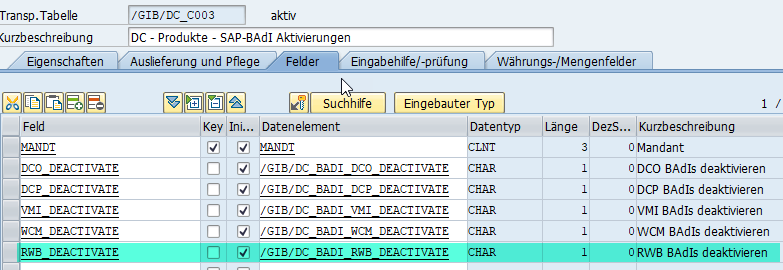 Transp.Tabelle /GIB/DC_C003 aktiv
Kurzbeschreibung DC - Produkte - SAP-BAdI Aktivierungen
Eigenschaften Auslieferung und Pflege Felder Eingabehilfe/-prüfung Währungs-/Mengenfelder
Suchhilfe Eingebauter Typ 1 /
Feld Key Ini... Datenelement Datentyp Länge DezS... Kurzbeschreibung
MANDT MANDT CLNT 3 0 Mandant
DCO_DEACTIVATE /GIB/DC_BADI_DCO_DEACTIVATE CHAR 1 0 DCO BAdIs deaktivieren
DCP_DEACTIVATE /GIB/DC_BADI_DCP_DEACTIVATE CHAR 1 0 DCP BAdIs deaktivieren
VMI_DEACTIVATE /GIB/DC_BADI_VMI_DEACTIVATE CHAR 1 0 VMI BAdIs deaktivieren
WCM_DEACTIVATE /GIB/DC_BADI_WCM_DEACTIVATE CHAR 1 0 WCM BAdIs deaktivieren
RWB_DEACTIVATE /GIB/DC_BADI_RWB_DEACTIVATE CHAR 1 0 RWB BAdIs deaktivieren